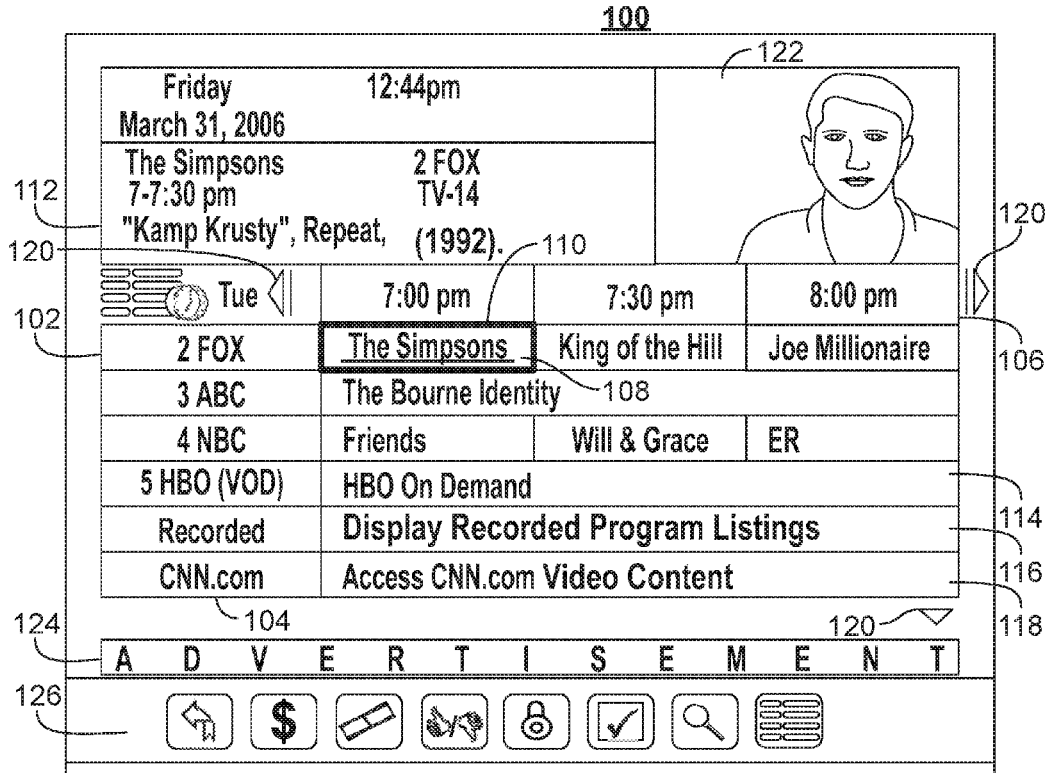 100
122
Friday 12:44pm
March 31, 2006
The Simpsons 2 FOX
7-7:30 pm TV-14
"Kamp Krusty", Repeat, (1992).
112
120
110
120
Tue 7:00 pm 7:30 pm 8:00 pm
102
106
2 FOX The Simpsons King of the Hill Joe Millionaire
108
3 ABC The Bourne Identity
4 NBC Friends Will & Grace ER
5 HBO (VOD) HBO On Demand
114
Recorded Display Recorded Program Listings
116
CNN.com Access CNN.com Video Content
118
104
120
124
A D V E R T I S E M E N T
126
$